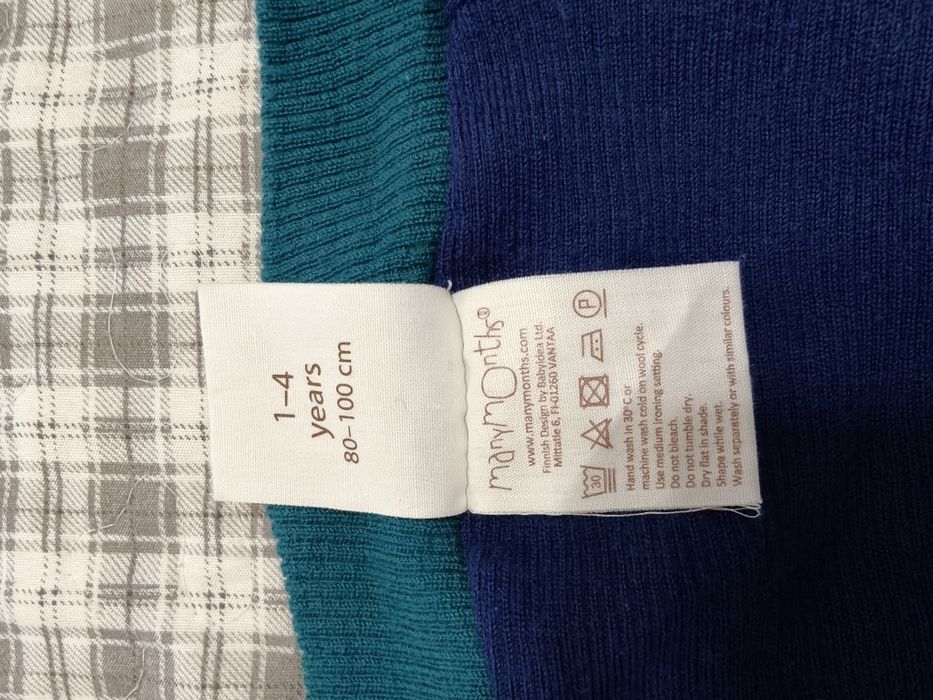 1–4
years
80–100 cm
manymonths®
www.manymonths.com
Finnish Design by Babyidea Ltd.
Mittatie 6, FI-01260 VANTAA
30 P
Hand wash in 30° C or
machine wash cold on wool cycle.
Use medium ironing setting.
Do not bleach.
Do not tumble dry.
Dry flat in shade.
Shape while wet.
Wash separately or with similar colours.